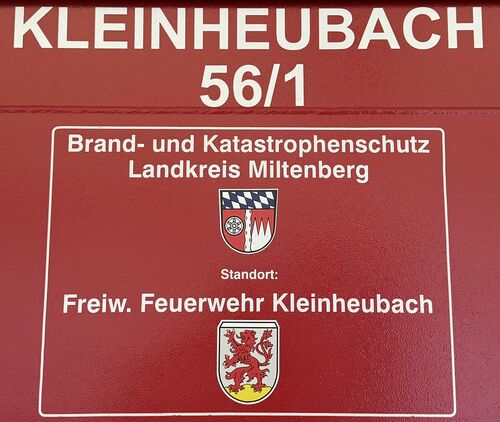 KLEINHEUBACH
56/1
Brand- und Katastrophenschutz
Landkreis Miltenberg
Standort:
Freiw. Feuerwehr Kleinheubach